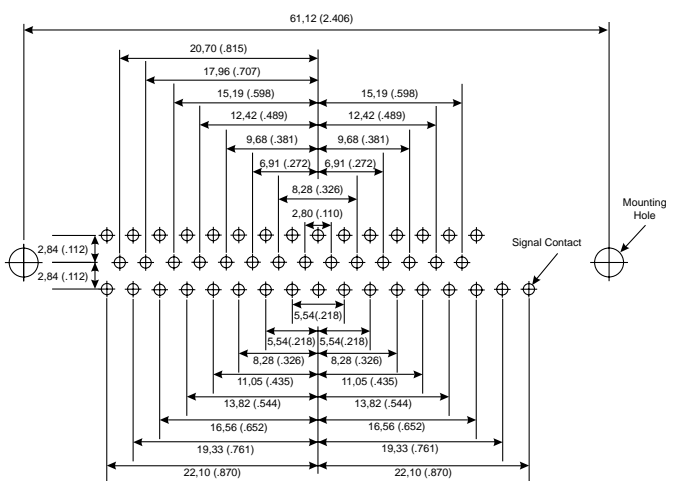 61,12 (2.406)
20,70 (.815)
17,96 (.707)
15,19 (.598) 15,19 (.598)
12,42 (.489) 12,42 (.489)
9,68 (.381) 9,68 (.381)
6,91 (.272) 6,91 (.272)
8,28 (.326)
2,80 (.110)
Mounting
Hole
Signal Contact
2,84 (.112)
2,84 (.112)
5,54(.218)
5,54(.218) 5,54(.218)
8,28 (.326) 8,28 (.326)
11,05 (.435) 11,05 (.435)
13,82 (.544) 13,82 (.544)
16,56 (.652) 16,56 (.652)
19,33 (.761) 19,33 (.761)
22,10 (.870) 22,10 (.870)